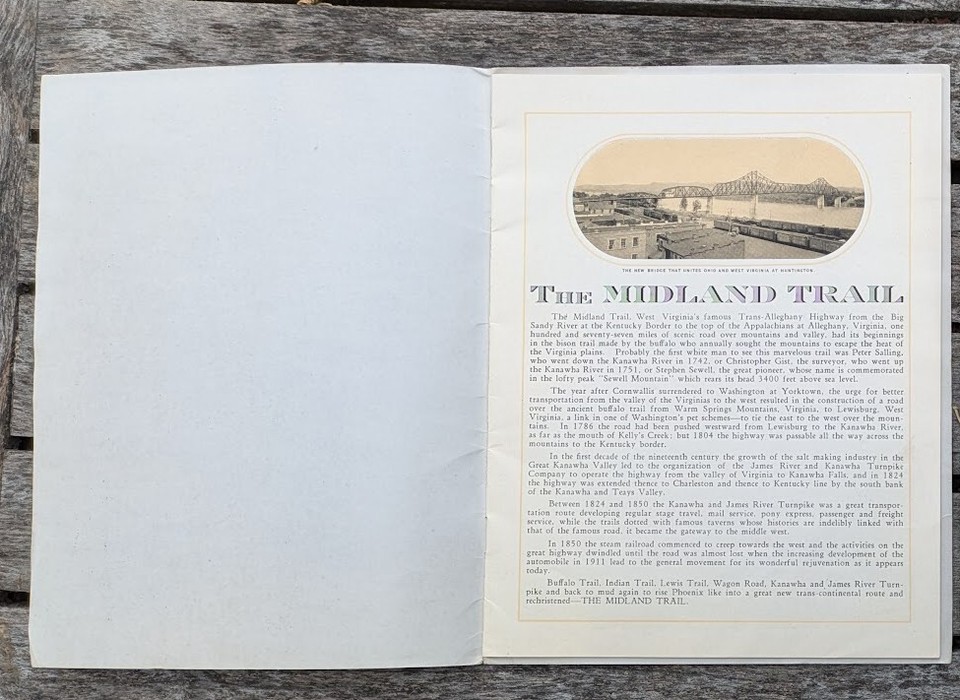 THE NEW BRIDGE THAT UNITED OHIO AND WEST VIRGINIA AT HUNTINGTON.
THE MIDLAND TRAIL
The Midland Trail, West Virginia's famous Trans-Alleghany Highway from the Big
Sandy River at the Kentucky Border to the top of the Appalachians at Alleghany, Virginia, one
hundred and seventy-seven miles of scenic road over mountains and valley, had its beginnings
in the bison trail made by the buffalo who annually sought the mountains to escape the heat of
the Virginia plains. Probably the first white man to see this marvelous trail was Peter Salling,
who went down the Kanawha River in 1742, or Christopher Gist, the surveyor, who went up
the Kanawha River in 1751, or Stephen Sewell, the great pioneer, whose name is commemorated
in the lofty peak "Sewell Mountain" which rears its head 3400 feet above sea level.
The year after Cornwallis surrendered to Washington at Yorktown, the urge for better
transportation from the valley of the Virginias to the west resulted in the construction of a road
over the ancient buffalo trail from Warm Springs Mountains, Virginia, to Lewisburg, West
Virginia, a link in one of Washington's pet schemes—to tie the east to the west over the moun-
tains. In 1786 the road had been pushed westward from Lewisburg to the Kanawha River,
as far as the mouth of Kelly's Creek; but 1804 the highway was passable all the way across the
mountains to the Kentucky border.
In the first decade of the nineteenth century the growth of the salt making industry in the
Great Kanawha Valley led to the organization of the James River and Kanawha Turnpike
Company to operate the highway from the valley of Virginia to Kanawha Falls, and in 1824
the highway was extended thence to Charleston and thence to Kentucky line by the south bank
of the Kanawha and Teays Valley.
Between 1824 and 1850 the Kanawha and James River Turnpike was a great transpor-
tation route developing regular stage travel, mail service, pony express, passenger and freight
service, while the trails dotted with famous taverns whose histories are indelibly linked with
that of the famous road, it became the gateway to the middle west.
In 1850 the steam railroad commenced to creep towards the west and the activities on the
great highway dwindled until the road was almost lost when the increasing development of the
automobile in 1911 lead to the general movement for its wonderful rejuvenation as it appears
today.
Buffalo Trail, Indian Trail, Lewis Trail, Wagon Road, Kanawha and James River Turn-
pike and back to mud again to rise Phoenix like into a great new trans-continental route and
rechristened—THE MIDLAND TRAIL.